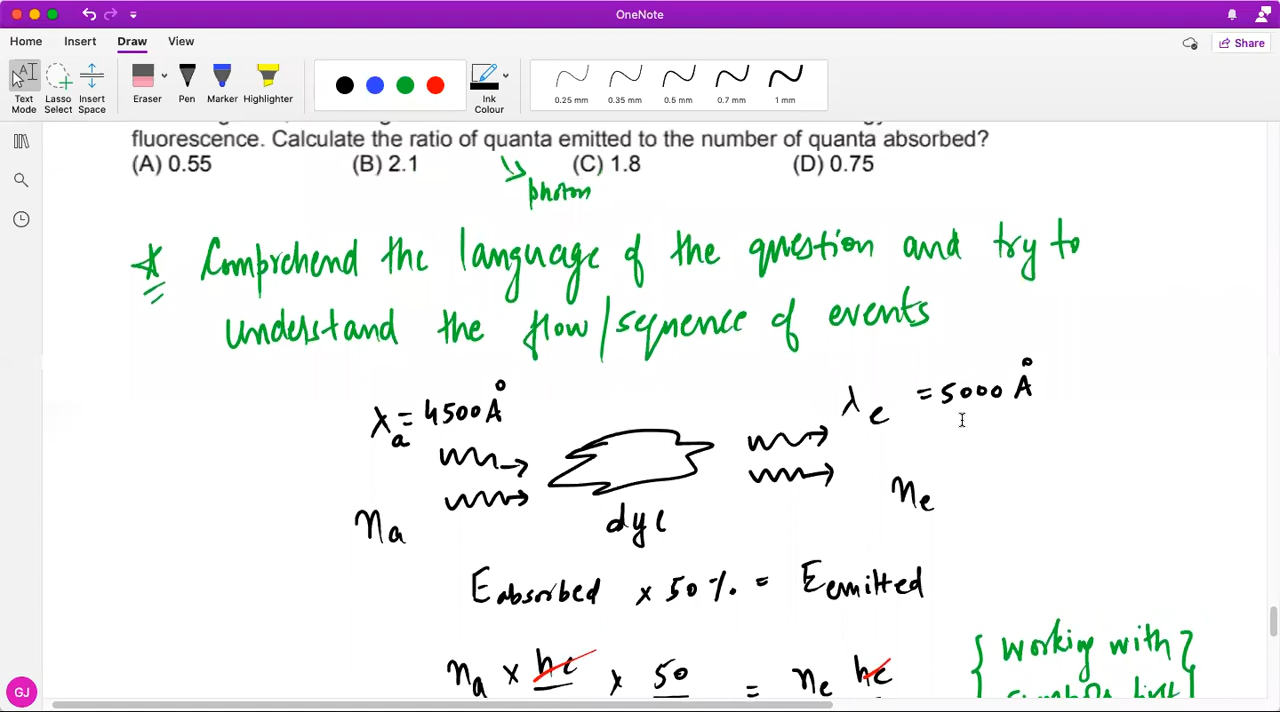 OneNote
Home Insert Draw View
Share
Text Mode
Lasso Select
Insert Space
Eraser
Pen
Marker
Highlighter
Ink Colour
0.25 mm 0.35 mm 0.5 mm 0.7 mm 1 mm
fluorescence. Calculate the ratio of quanta emitted to the number of quanta absorbed?
(A) 0.55 (B) 2.1 (C) 1.8 (D) 0.75
photon
* Comprehend the language of the question and try to
understand the flow/sequence of events
λa = 4500 Å
λe = 5000 Å
na
dye
ne
E absorbed × 50 % = E emitted
na × hc × 50 = ne hc
{ working with }
GJ